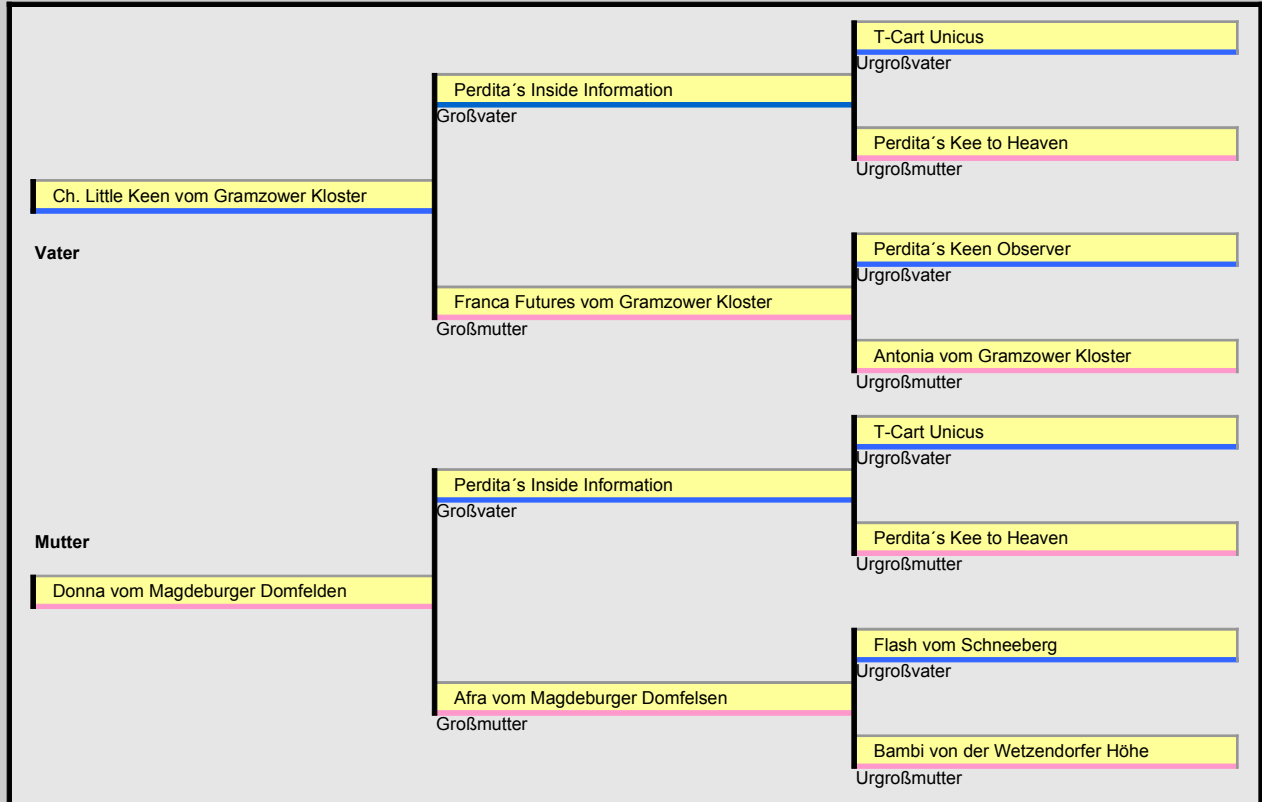 T-Cart Unicus
Urgroßvater
Perdita´s Inside Information
Großvater
Perdita´s Kee to Heaven
Urgroßmutter
Ch. Little Keen vom Gramzower Kloster
Vater
Perdita´s Keen Observer
Urgroßvater
Franca Futures vom Gramzower Kloster
Großmutter
Antonia vom Gramzower Kloster
Urgroßmutter
T-Cart Unicus
Urgroßvater
Perdita´s Inside Information
Großvater
Mutter
Perdita´s Kee to Heaven
Urgroßmutter
Donna vom Magdeburger Domfelden
Flash vom Schneeberg
Urgroßvater
Afra vom Magdeburger Domfelsen
Großmutter
Bambi von der Wetzendorfer Höhe
Urgroßmutter